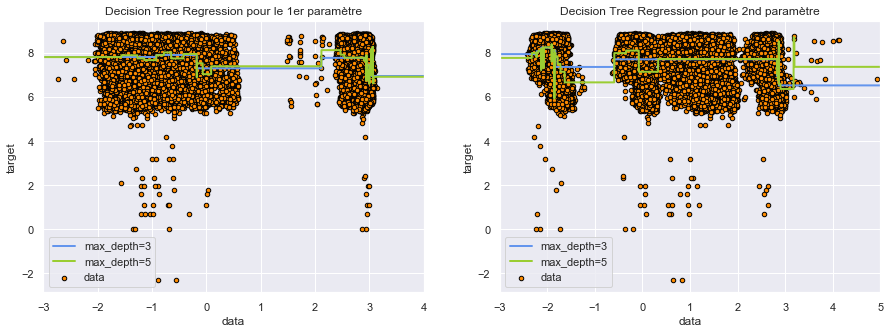 Decision Tree Regression pour le 1er paramètre
8
6
4
2
0
−2
target
−3
−2
−1
0
1
2
3
4
data
max_depth=3
max_depth=5
data
Decision Tree Regression pour le 2nd paramètre
8
6
4
2
0
−2
target
−3
−2
−1
0
1
2
3
4
5
data
max_depth=3
max_depth=5
data